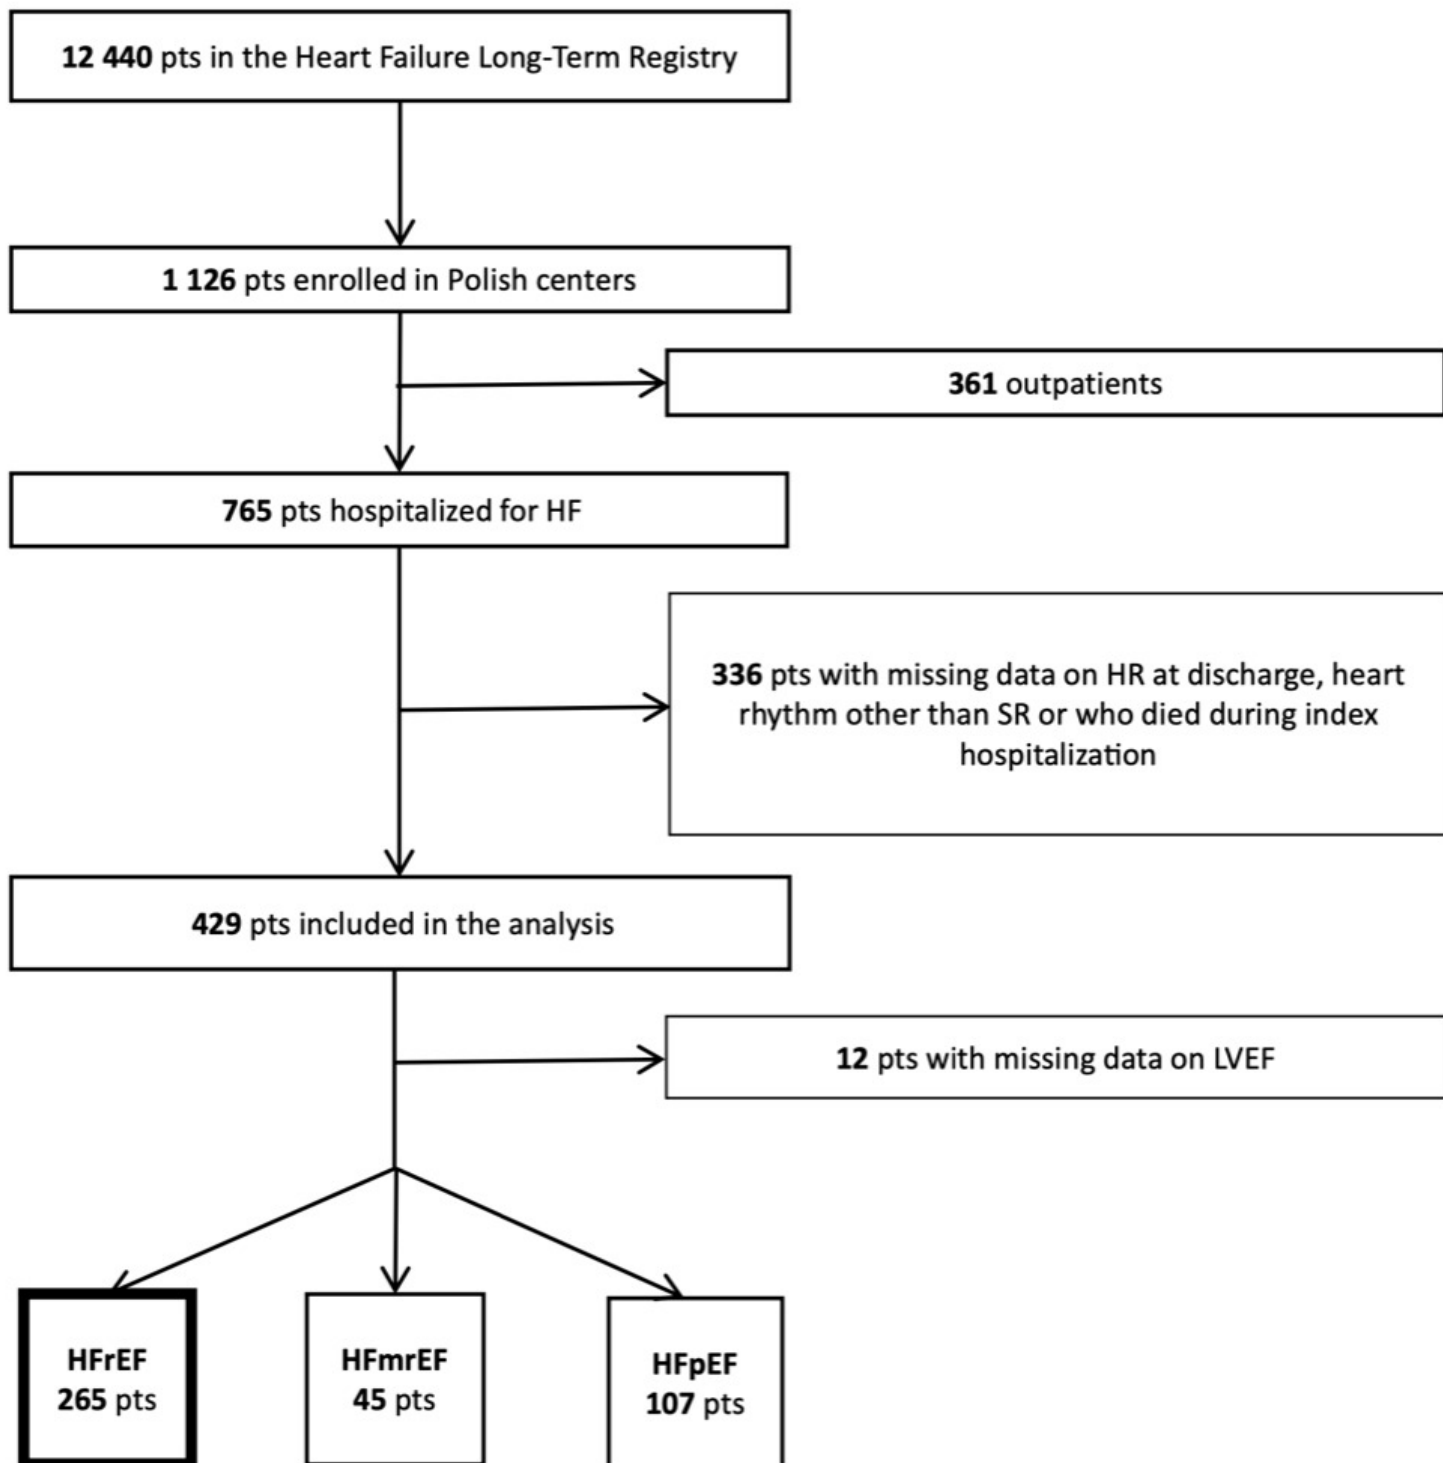 12 440 pts in the Heart Failure Long-Term Registry
1 126 pts enrolled in Polish centers
361 outpatients
765 pts hospitalized for HF
336 pts with missing data on HR at discharge, heart
rhythm other than SR or who died during index
hospitalization
429 pts included in the analysis
12 pts with missing data on LVEF
HFrEF
265 pts
HFmrEF
45 pts
HFpEF
107 pts